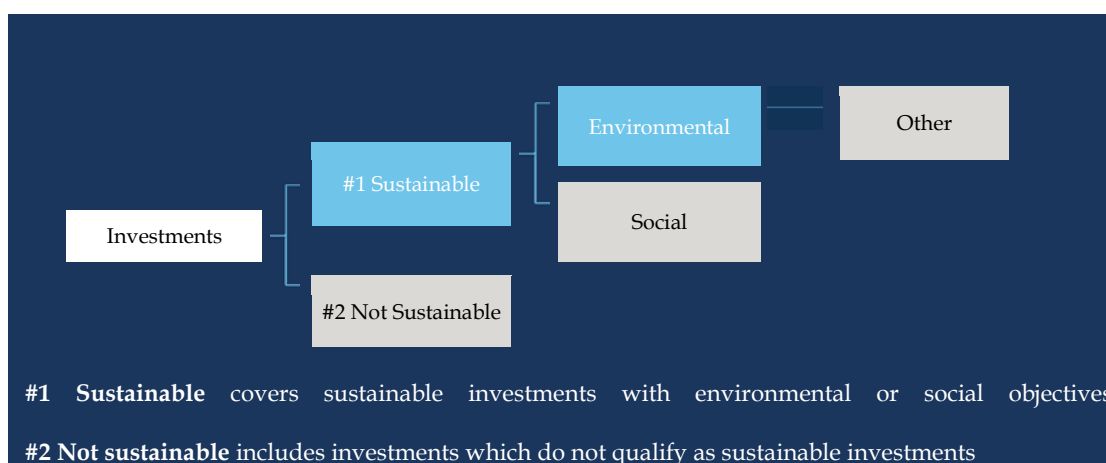 Environmental
Other
#1 Sustainable
Social
Investments
#2 Not Sustainable
#1 Sustainable covers sustainable investments with environmental or social objectives
#2 Not sustainable includes investments which do not qualify as sustainable investments